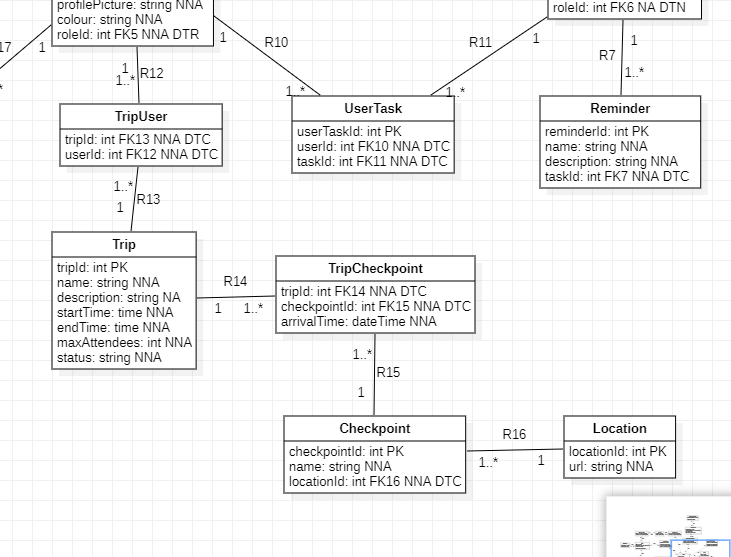 profilePicture: string NNA
colour: string NNA
roleId: int FK5 NNA DTR
roleId: int FK6 NA DTN
17
1
1
R10
R11
1
1
R7
1..*
1
1..*
R12
1..*
1..*
TripUser
tripId: int FK13 NNA DTC
userId: int FK12 NNA DTC
UserTask
userTaskId: int PK
userId: int FK10 NNA DTC
taskId: int FK11 NNA DTC
Reminder
reminderId: int PK
name: string NNA
description: string NNA
taskId: int FK7 NNA DTC
1..*
R13
1
Trip
tripId: int PK
name: string NNA
description: string NA
startTime: time NNA
endTime: time NNA
maxAttendees: int NNA
status: string NNA
R14
1
1..*
TripCheckpoint
tripId: int FK14 NNA DTC
checkpointId: int FK15 NNA DTC
arrivalTime: dateTime NNA
1..*
R15
1
Checkpoint
checkpointId: int PK
name: string NNA
locationId: int FK16 NNA DTC
R16
1..*
1
Location
locationId: int PK
url: string NNA